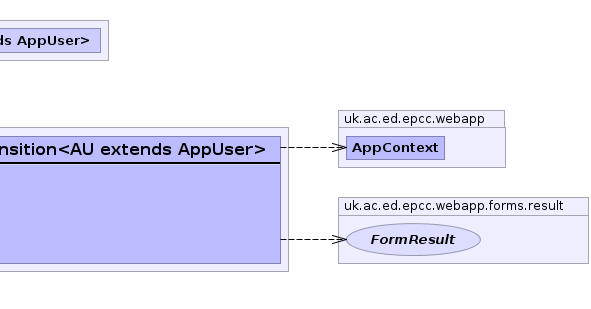 ds AppUser>
uk.ac.ed.epcc.webapp
AppContext
nsition<AU extends AppUser>
uk.ac.ed.epcc.webapp.forms.result
FormResult